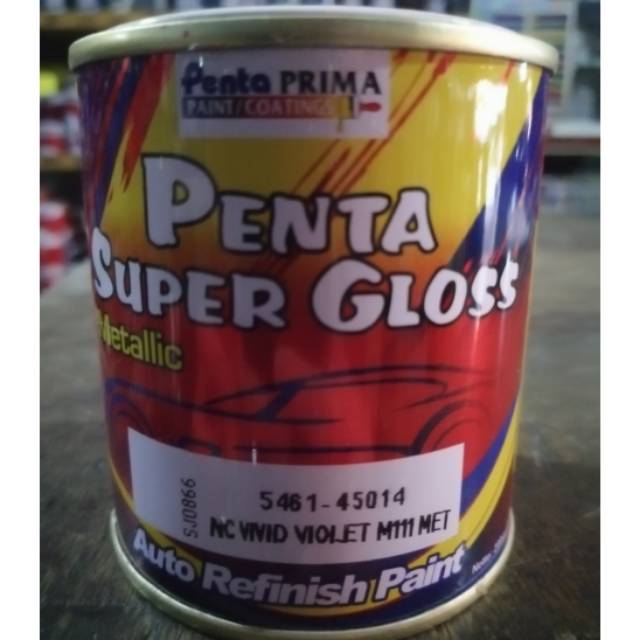 Penta PRIMA
PAINT/COATINGS
PENTA
SUPER GLOSS
Metallic
5461-45014
SJ0866
NC VIVID VIOLET M111 MET
Auto Refinish Paint
Netto